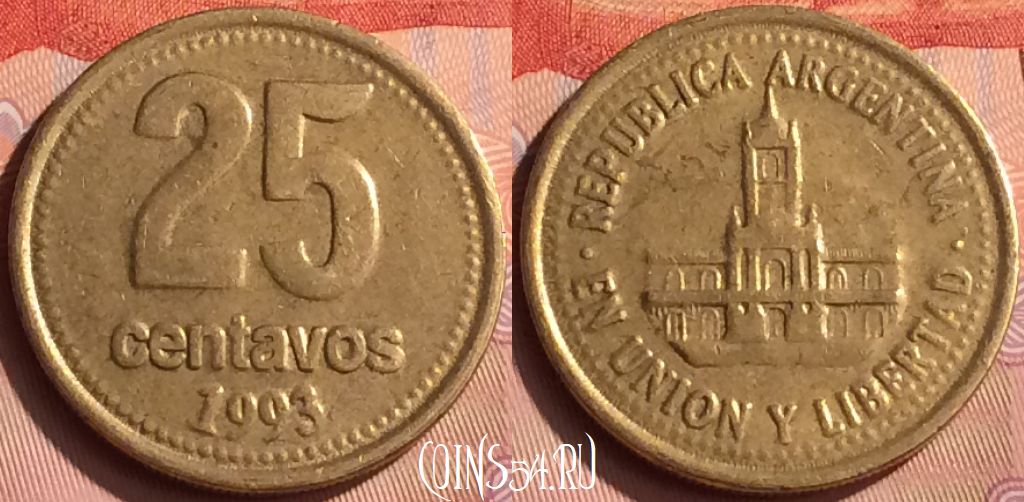 25
centavos
1993
· REPUBLICA ARGENTINA ·
EN UNION Y LIBERTAD
COINS54.RU